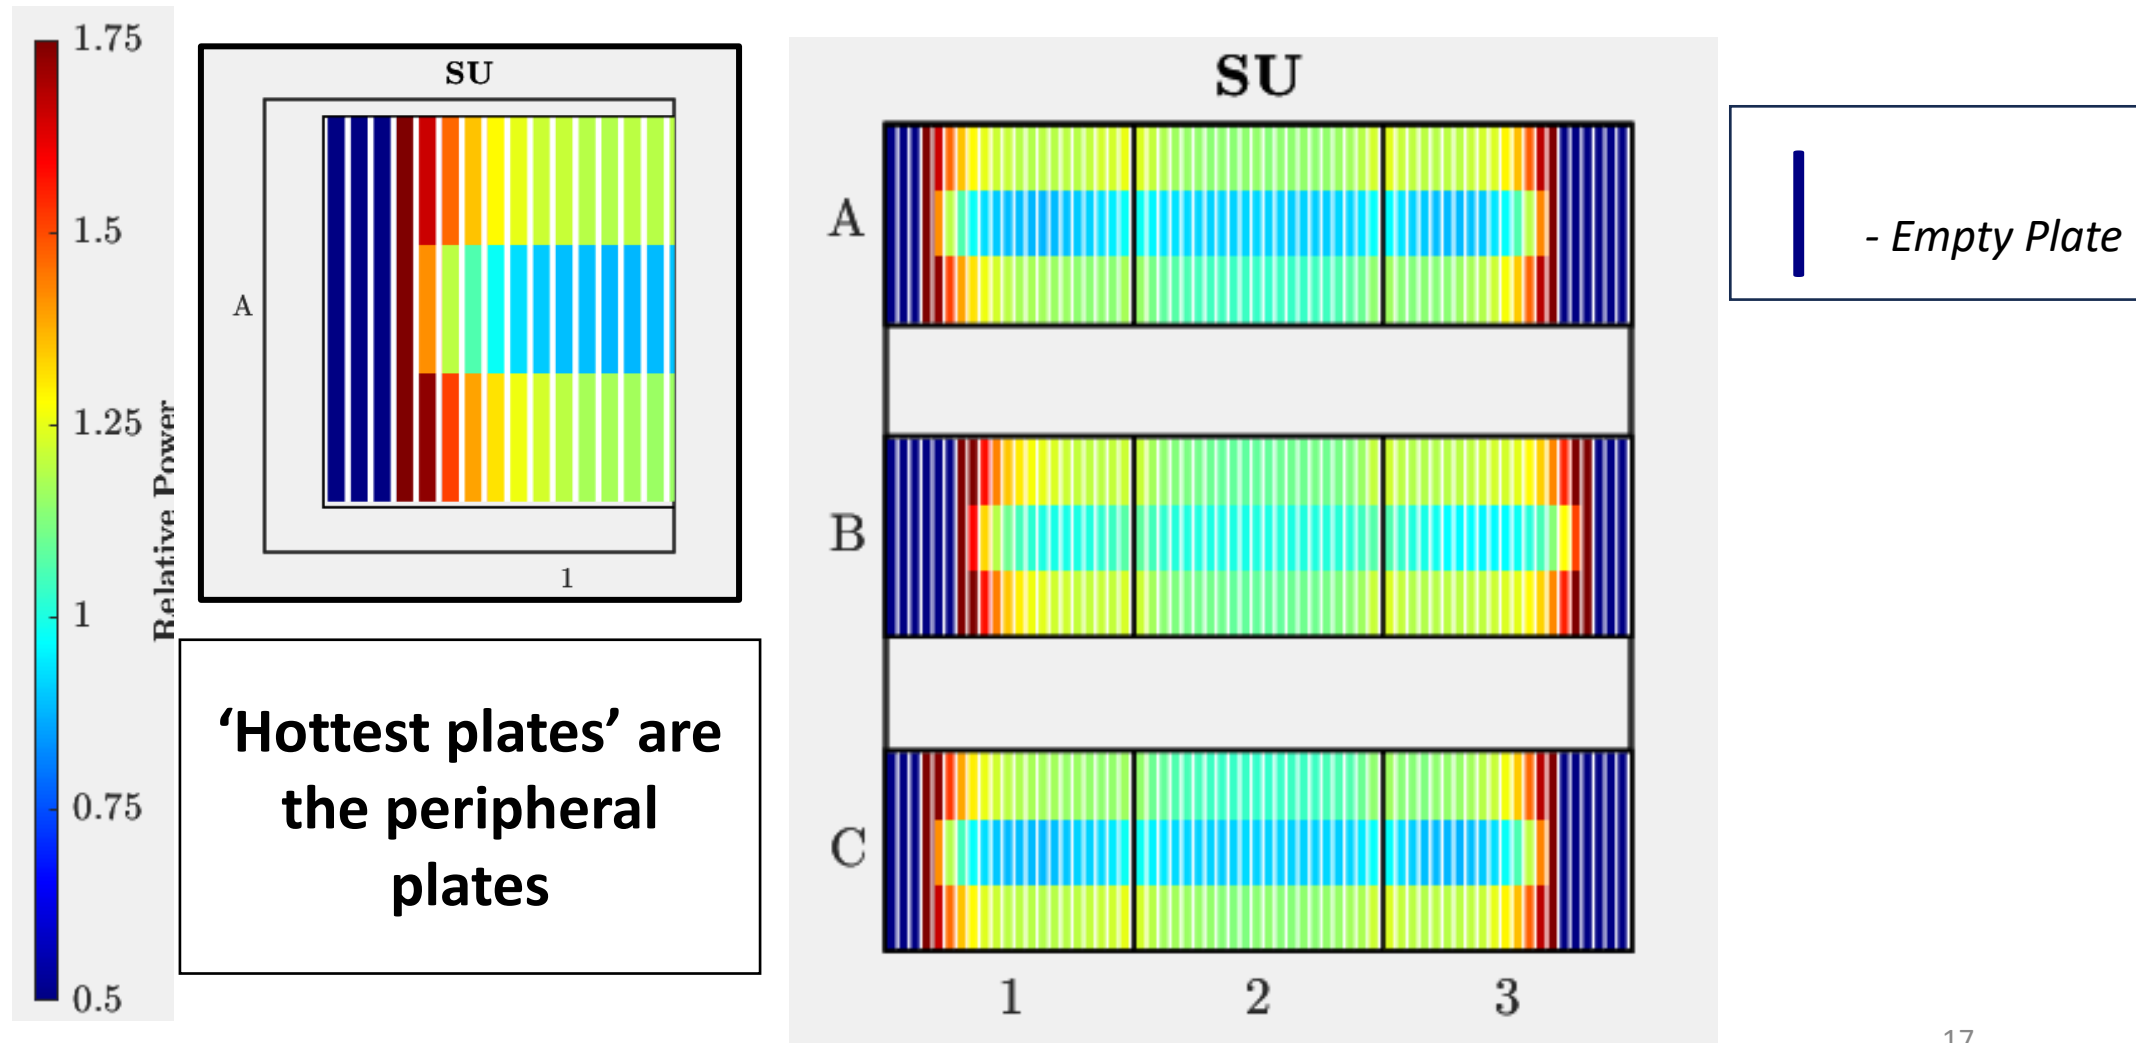 1.75
1.5
1.25
1
0.75
0.5
Relative Power
SU
A
1
‘Hottest plates’ are
the peripheral
plates
SU
A
B
C
1 2 3
- Empty Plate
17